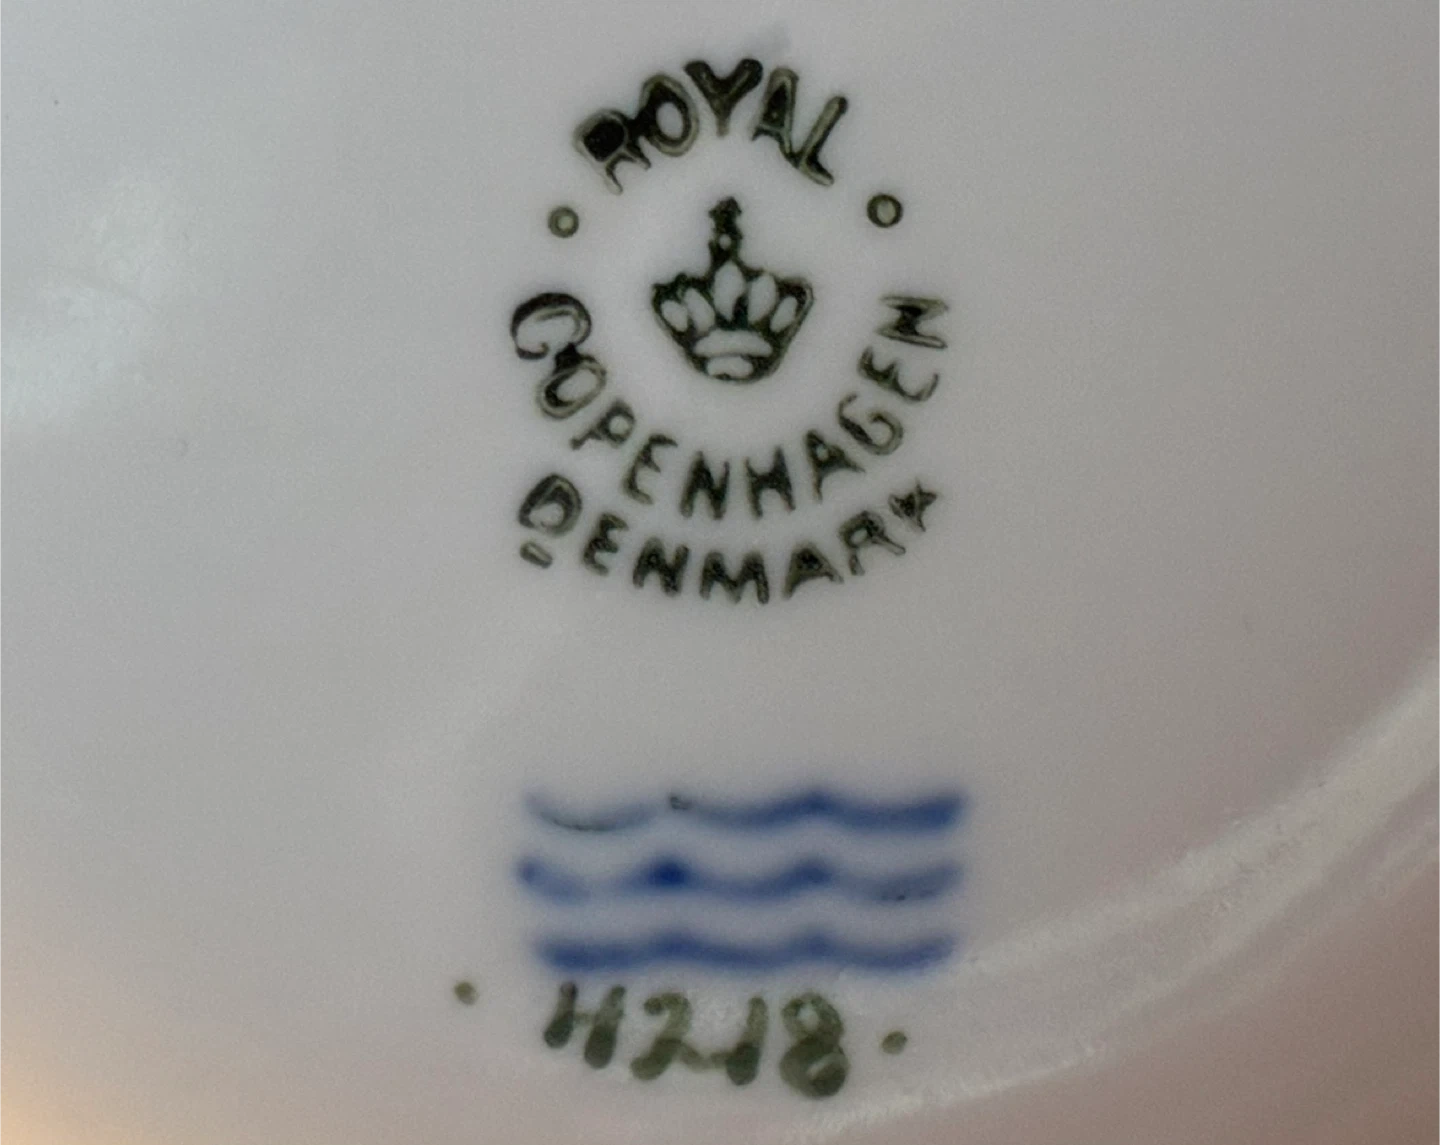 ROYAL
COPENHAGEN
DENMARK
H218